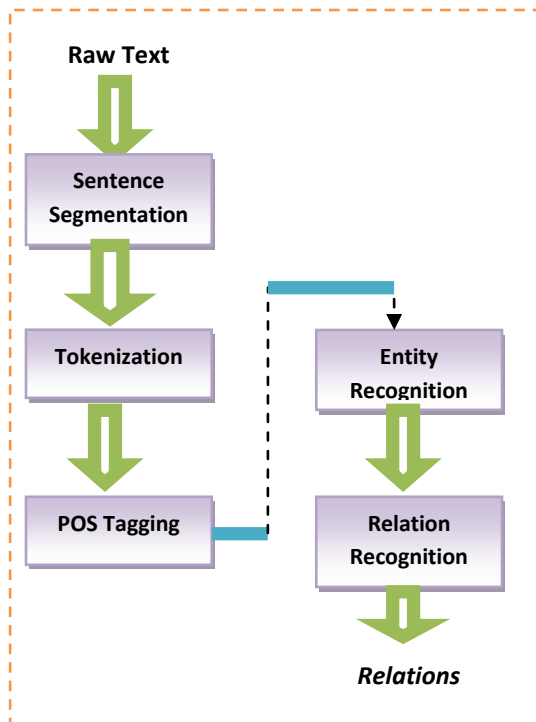 Raw Text
Sentence
Segmentation
Tokenization
POS Tagging
Entity
Recognition
Relation
Recognition
Relations